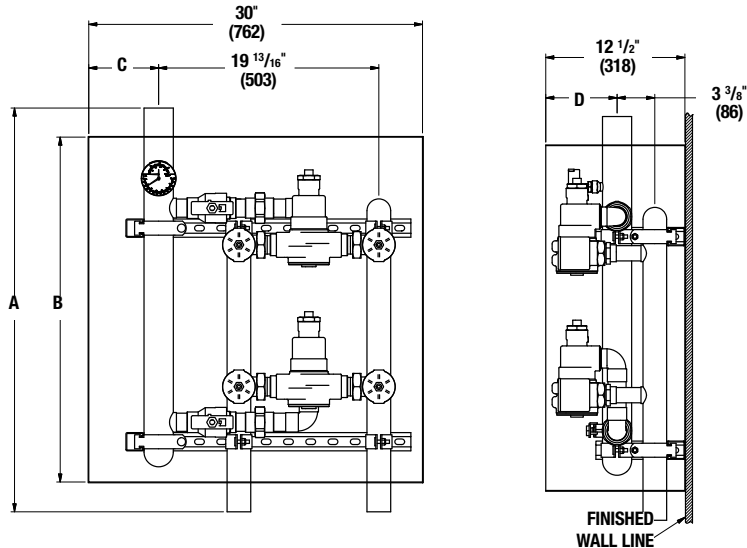 30"
(762)
C
19 13/16"
(503)
A
B
12 1/2"
(318)
D
3 3/8"
(86)
FINISHED
WALL LINE